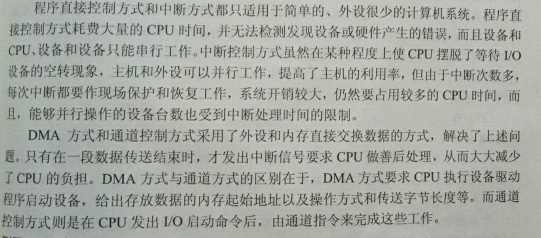 程序直接控制方式和中断方式都只适用于简单的、外设很少的计算机系统。程序直
接控制方式耗费大量的 CPU 时间，并无法检测发现设备或硬件产生的错误，而且设备和
CPU、设备和设备只能串行工作。中断控制方式虽然在某种程度上使 CPU 摆脱了等待 I/O
设备的空转现象，主机和外设可以并行工作，提高了主机的利用率，但由于中断次数多，
每次中断都要作现场保护和恢复工作，系统开销较大，仍然要占用较多的 CPU 时间，而
且，能够并行操作的设备台数也受到中断处理时间的限制。
DMA 方式和通道控制方式采用了外设和内存直接交换数据的方式，解决了上述问
题。只有在一段数据传送结束时，才发出中断信号要求 CPU 做善后处理，从而大大减少
了 CPU 的负担。DMA 方式与通道方式的区别在于，DMA 方式要求 CPU 执行设备驱动
程序启动设备，给出存放数据的内存起始地址以及操作方式和传送字节长度等。而通道
控制方式则是在 CPU 发出 I/O 启动命令后，由通道指令来完成这些工作。